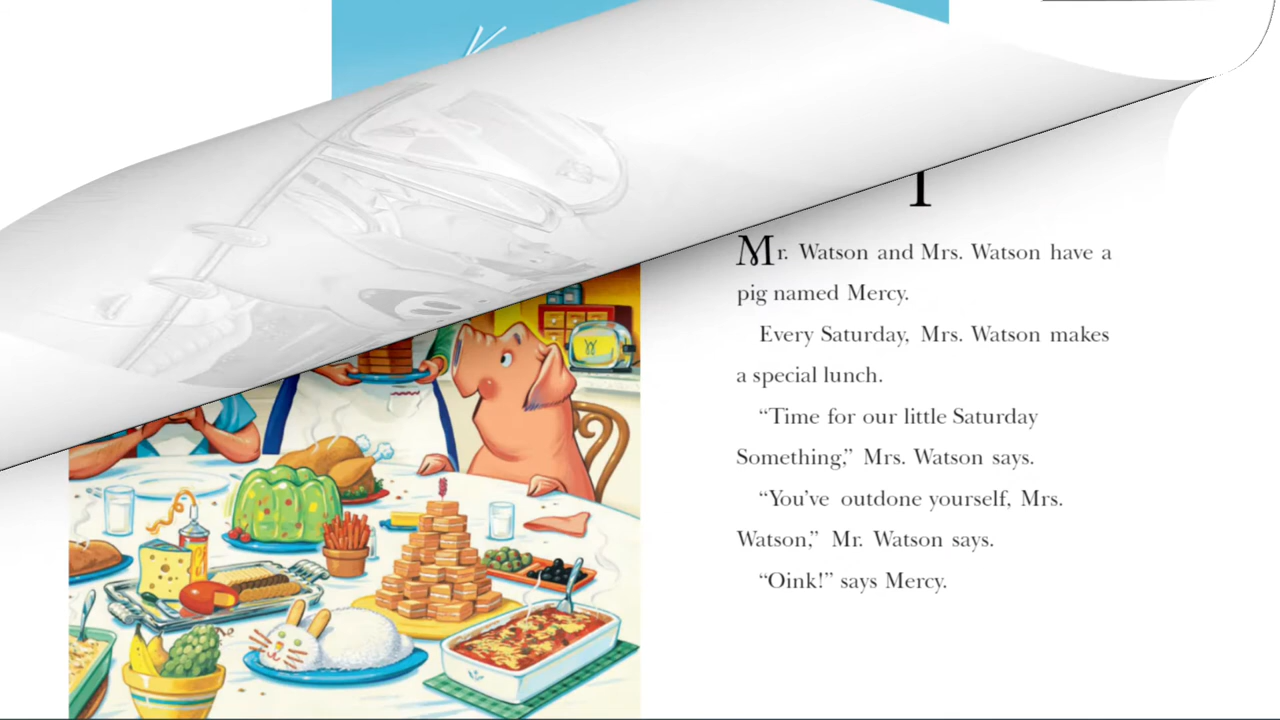 1
Mr. Watson and Mrs. Watson have a
pig named Mercy.
Every Saturday, Mrs. Watson makes
a special lunch.
“Time for our little Saturday
Something,” Mrs. Watson says.
“You’ve outdone yourself, Mrs.
Watson,” Mr. Watson says.
“Oink!” says Mercy.